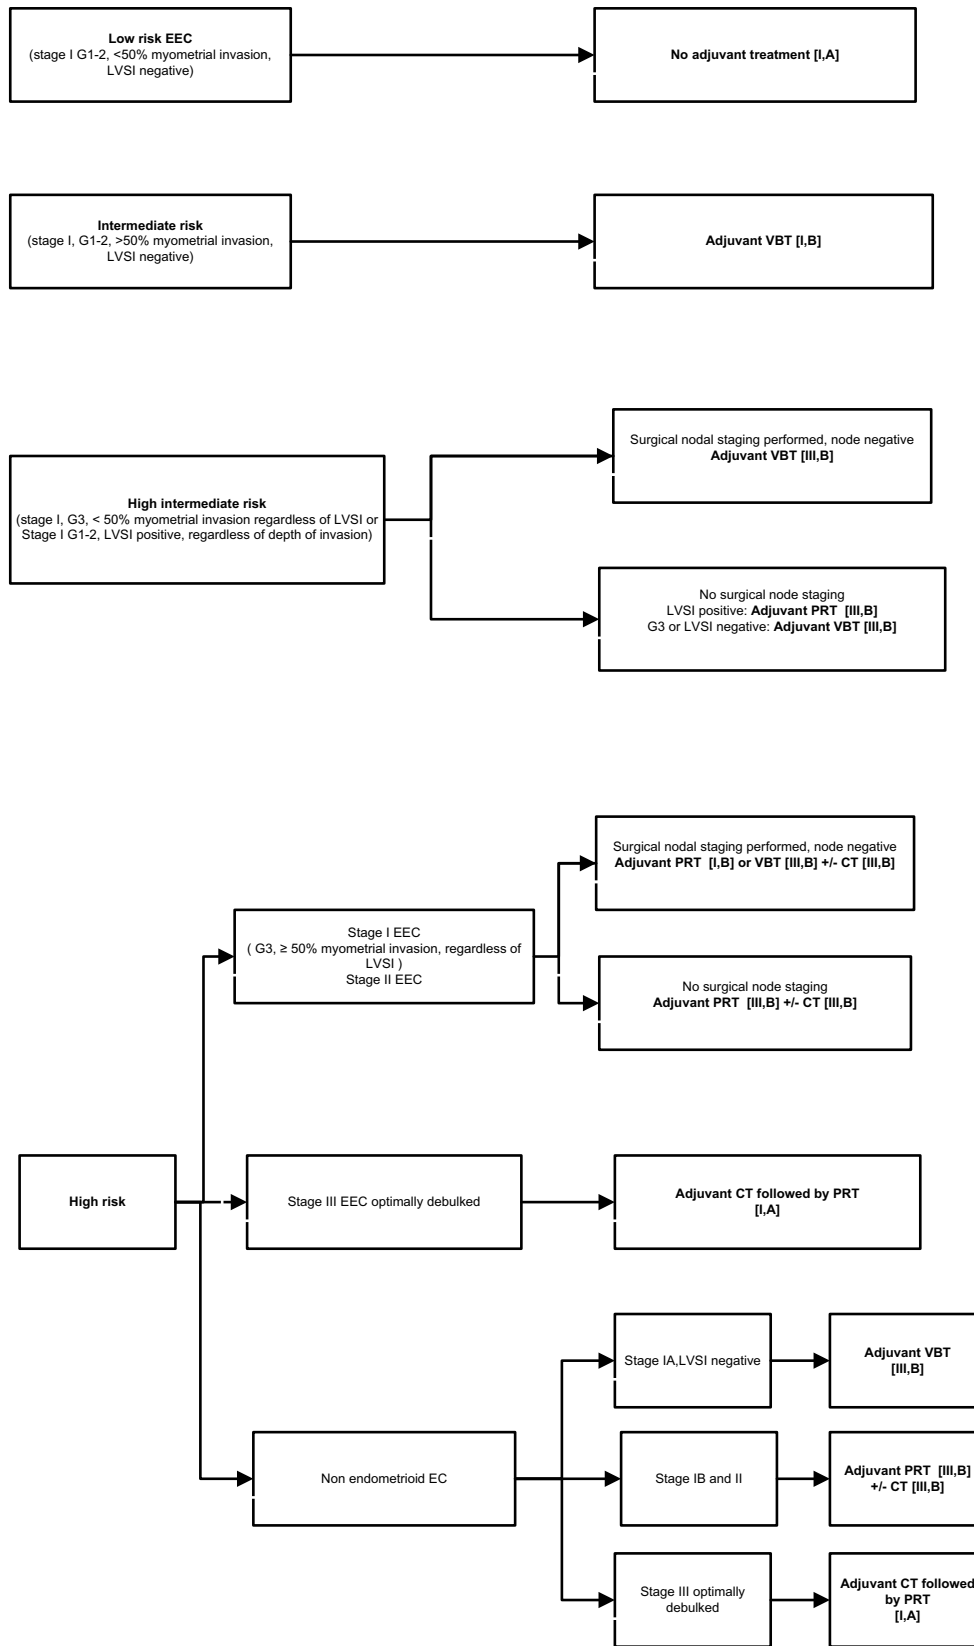 Low risk EEC
(stage I G1-2, <50% myometrial invasion,
LVSI negative)
No adjuvant treatment [I,A]
Intermediate risk
(stage I, G1-2, >50% myometrial invasion,
LVSI negative)
Adjuvant VBT [I,B]
High intermediate risk
(stage I, G3, < 50% myometrial invasion regardless of LVSI or
Stage I G1-2, LVSI positive, regardless of depth of invasion)
Surgical nodal staging performed, node negative
Adjuvant VBT [III,B]
No surgical node staging
LVSI positive: Adjuvant PRT [III,B]
G3 or LVSI negative: Adjuvant VBT [III,B]
High risk
Stage I EEC
( G3, ≥ 50% myometrial invasion, regardless of
LVSI )
Stage II EEC
Surgical nodal staging performed, node negative
Adjuvant PRT [I,B] or VBT [III,B] +/- CT [III,B]
No surgical node staging
Adjuvant PRT [III,B] +/- CT [III,B]
Stage III EEC optimally debulked
Adjuvant CT followed by PRT
[I,A]
Non endometrioid EC
Stage IA,LVSI negative
Adjuvant VBT
[III,B]
Stage IB and II
Adjuvant PRT [III,B]
+/- CT [III,B]
Stage III optimally
debulked
Adjuvant CT followed
by PRT
[I,A]